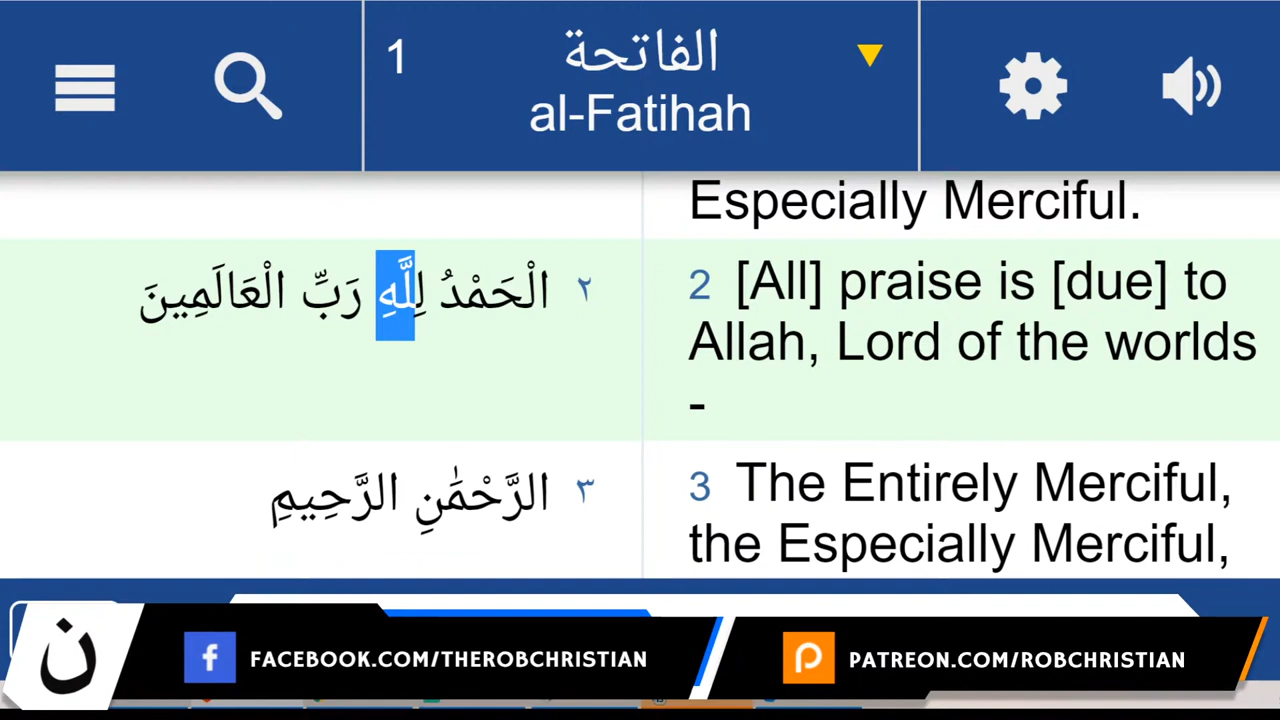 1
الفاتحة
al-Fatihah
Especially Merciful.
٢ الْحَمْدُ لِلَّهِ رَبِّ الْعَالَمِينَ
2 [All] praise is [due] to
Allah, Lord of the worlds
-
٣ الرَّحْمَٰنِ الرَّحِيمِ
3 The Entirely Merciful,
the Especially Merciful,
ن
f FACEBOOK.COM/THEROBCHRISTIAN
PATREON.COM/ROBCHRISTIAN